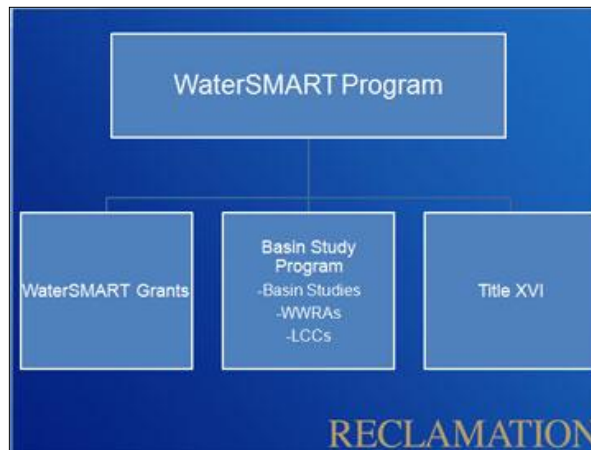 WaterSMART Program
WaterSMART Grants
Basin Study
Program
-Basin Studies
-WWRAs
-LCCs
Title XVI
RECLAMATION